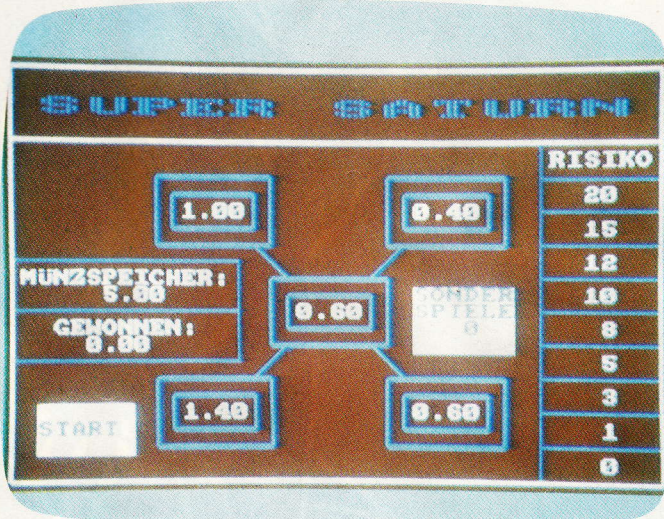 SUPER SATURN
RISIKO
20
15
12
10
8
5
3
1
0
1.00
0.40
MÜNZSPEICHER:
5.00
GEWONNEN:
0.00
0.60
SONDER
SPIELE
0
START
1.40
0.60